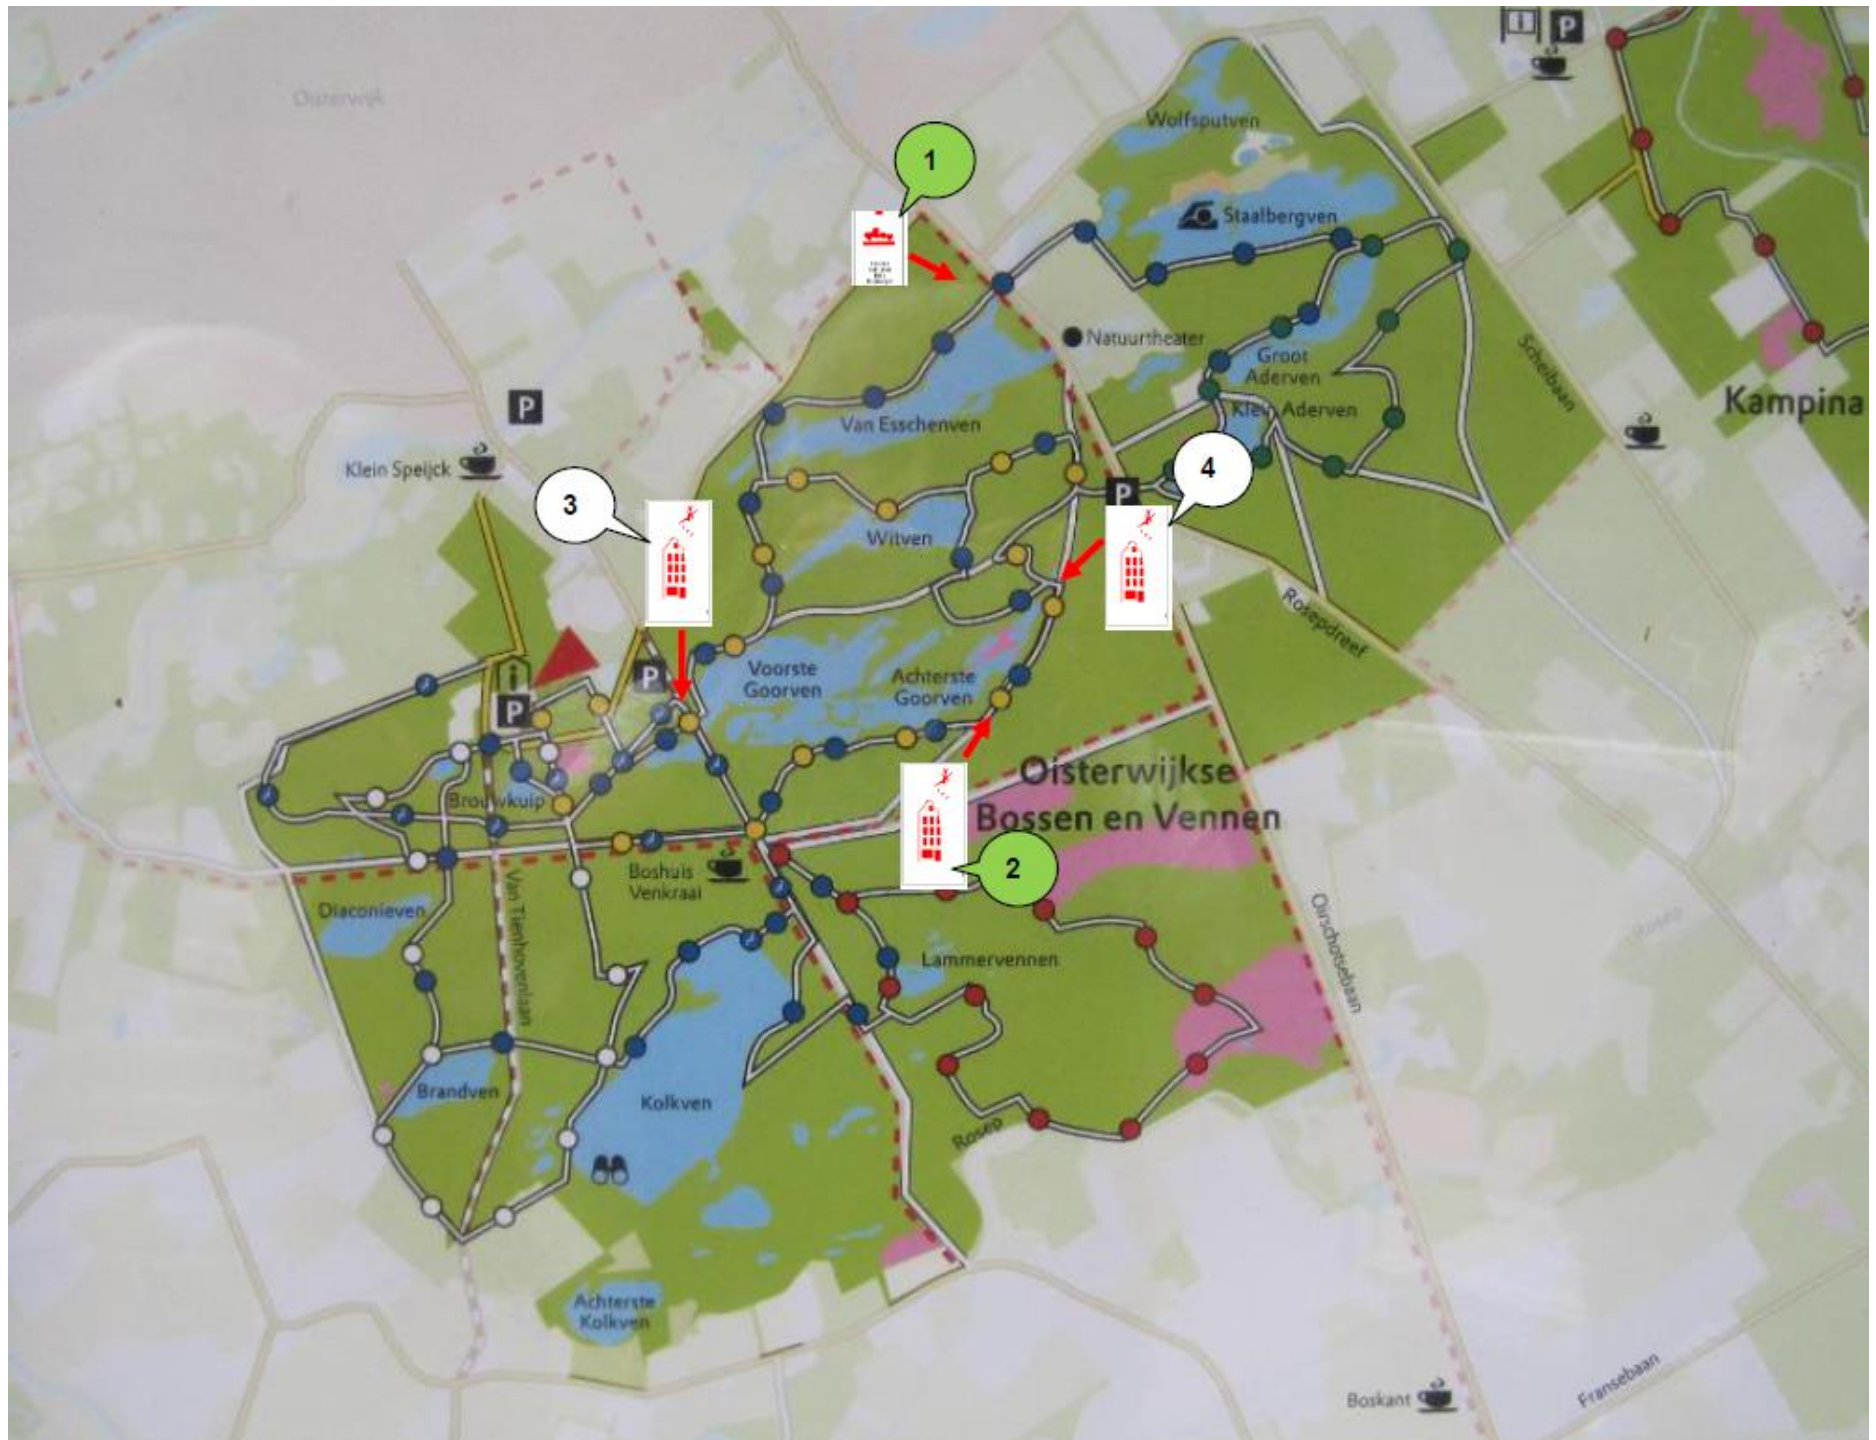 Oisterwijk
i
P
Wolfsputven
1
Staalbergven
Natuurtheater
Schelbaan
Groot
Aderven
Kampina
P
Klein Aderven
Van Esschenven
Klein Speijck
4
3
P
Witven
Rosepdreef
Voorste
Goorven
Achterste
Goorven
P
P
Oisterwijkse
Bossen en Vennen
Brouwkuip
2
Boshuis
Venkraai
Van Tienhovenlaan
Diaconieven
Oirschotsebaan
Rosep
Lammervennen
Brandven
Kolkven
Rosep
Achterste
Kolkven
Boskant
Fransebaan